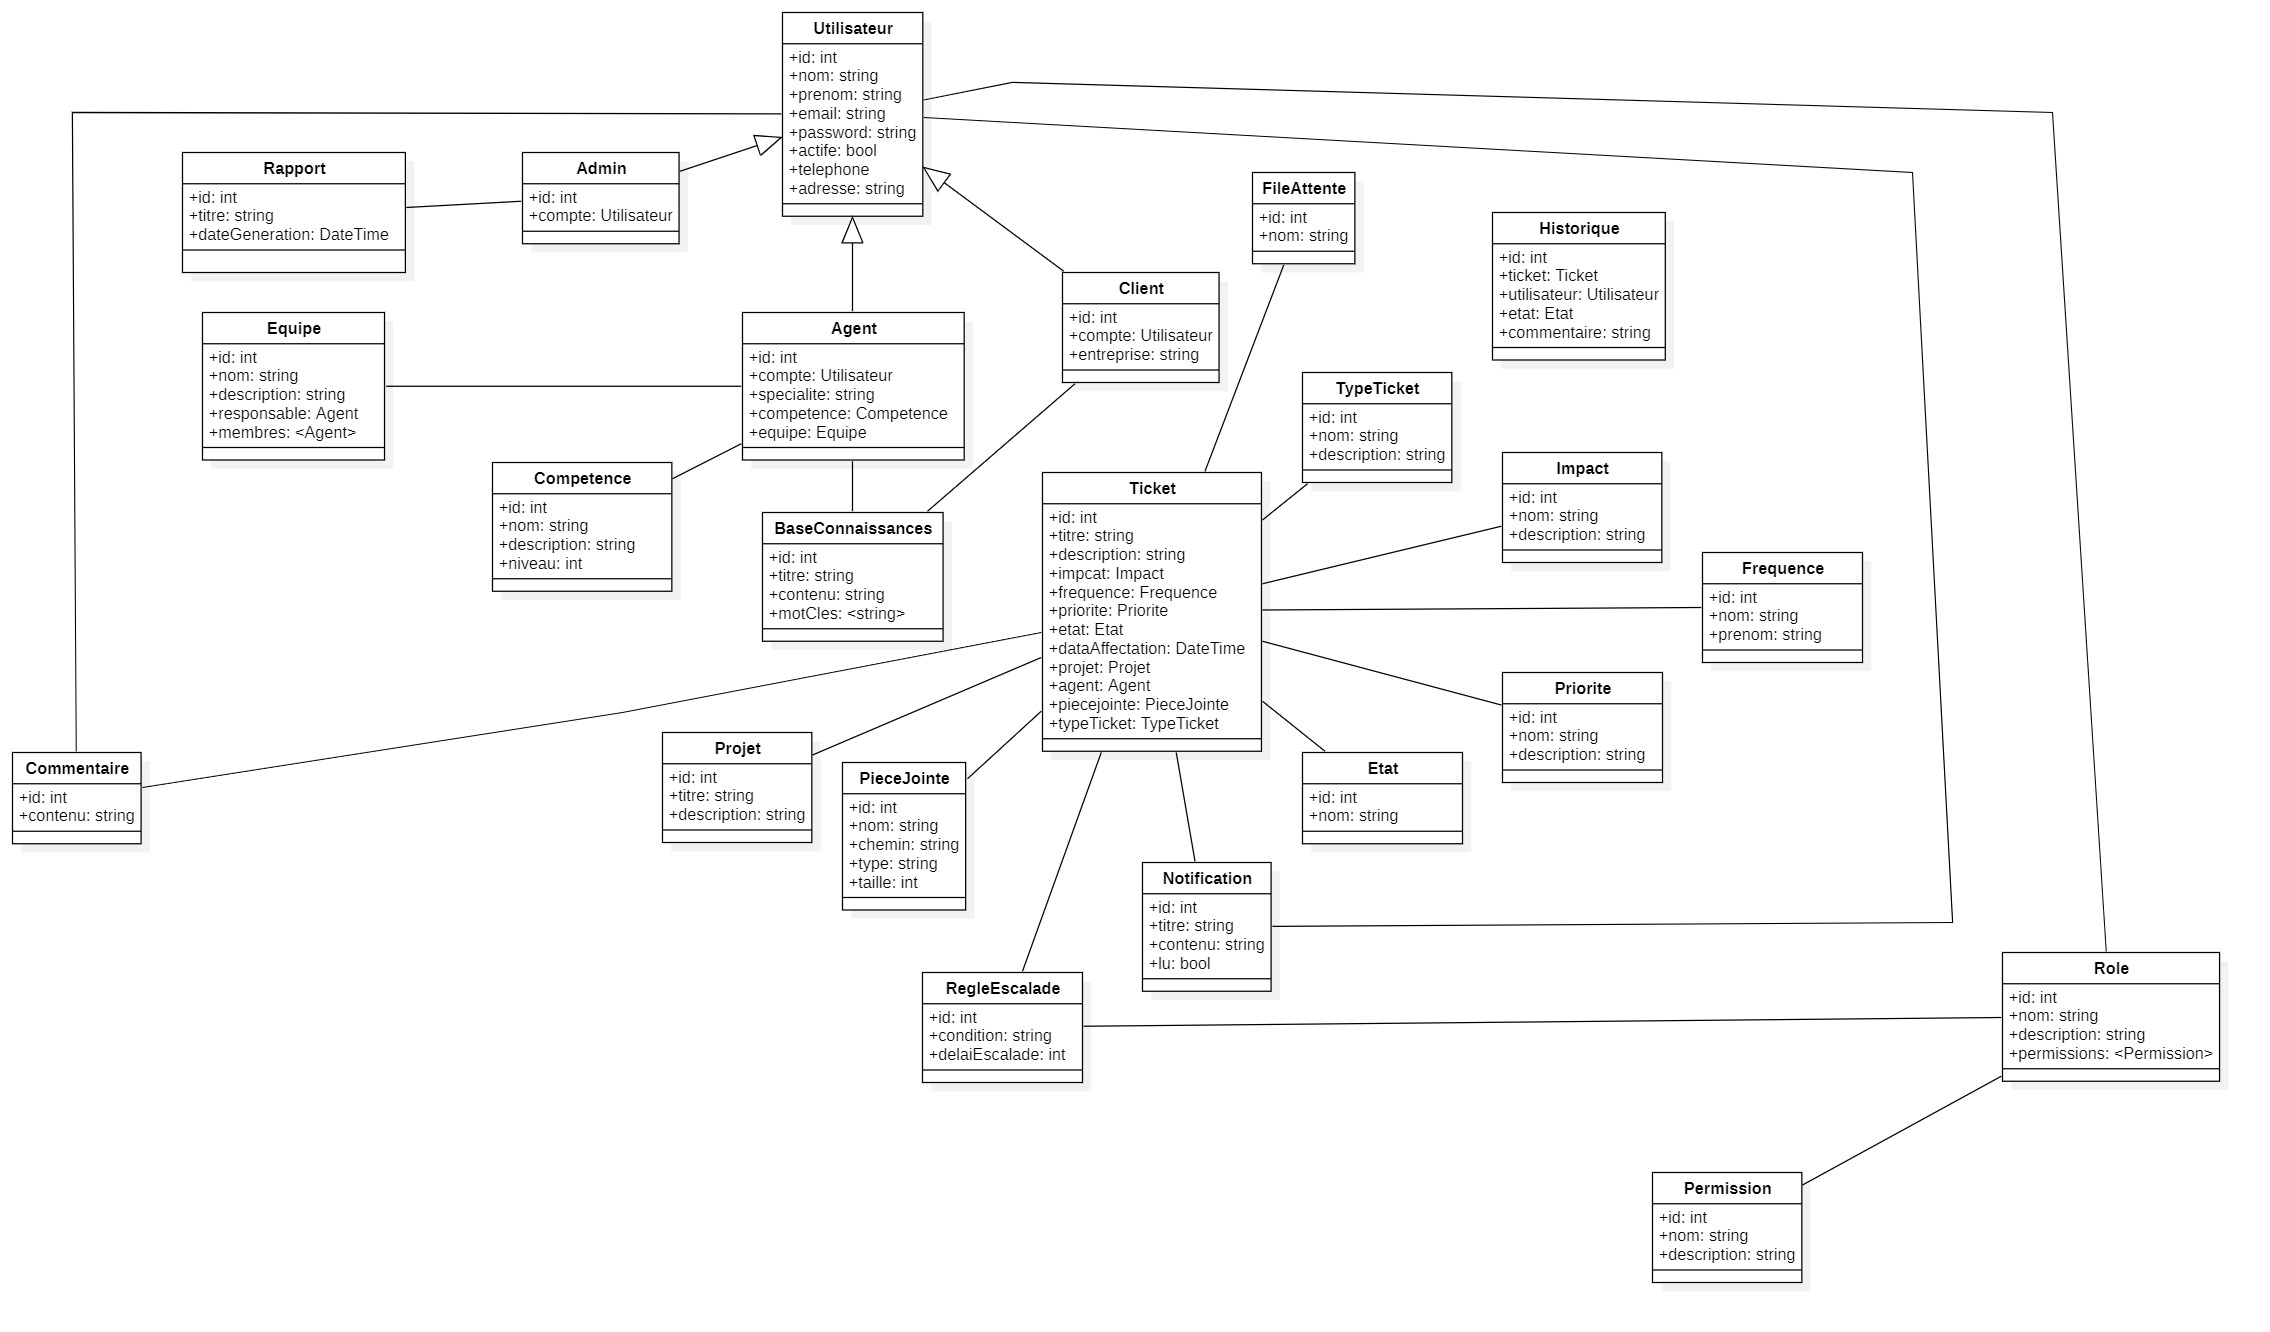 Utilisateur
+id: int
+nom: string
+prenom: string
+email: string
+password: string
+actife: bool
+telephone
+adresse: string
Rapport
+id: int
+titre: string
+dateGeneration: DateTime
Admin
+id: int
+compte: Utilisateur
FileAttente
+id: int
+nom: string
Historique
+id: int
+ticket: Ticket
+utilisateur: Utilisateur
+etat: Etat
+commentaire: string
Client
+id: int
+compte: Utilisateur
+entreprise: string
Equipe
+id: int
+nom: string
+description: string
+responsable: Agent
+membres: <Agent>
Agent
+id: int
+compte: Utilisateur
+specialite: string
+competence: Competence
+equipe: Equipe
TypeTicket
+id: int
+nom: string
+description: string
Competence
+id: int
+nom: string
+description: string
+niveau: int
BaseConnaissances
+id: int
+titre: string
+contenu: string
+motCles: <string>
Ticket
+id: int
+titre: string
+description: string
+impcat: Impact
+frequence: Frequence
+priorite: Priorite
+etat: Etat
+dataAffectation: DateTime
+projet: Projet
+agent: Agent
+piecejointe: PieceJointe
+typeTicket: TypeTicket
Impact
+id: int
+nom: string
+description: string
Frequence
+id: int
+nom: string
+prenom: string
Priorite
+id: int
+nom: string
+description: string
Commentaire
+id: int
+contenu: string
Projet
+id: int
+titre: string
+description: string
PieceJointe
+id: int
+nom: string
+chemin: string
+type: string
+taille: int
Etat
+id: int
+nom: string
Notification
+id: int
+titre: string
+contenu: string
+lu: bool
RegleEscalade
+id: int
+condition: string
+delaiEscalade: int
Role
+id: int
+nom: string
+description: string
+permissions: <Permission>
Permission
+id: int
+nom: string
+description: string